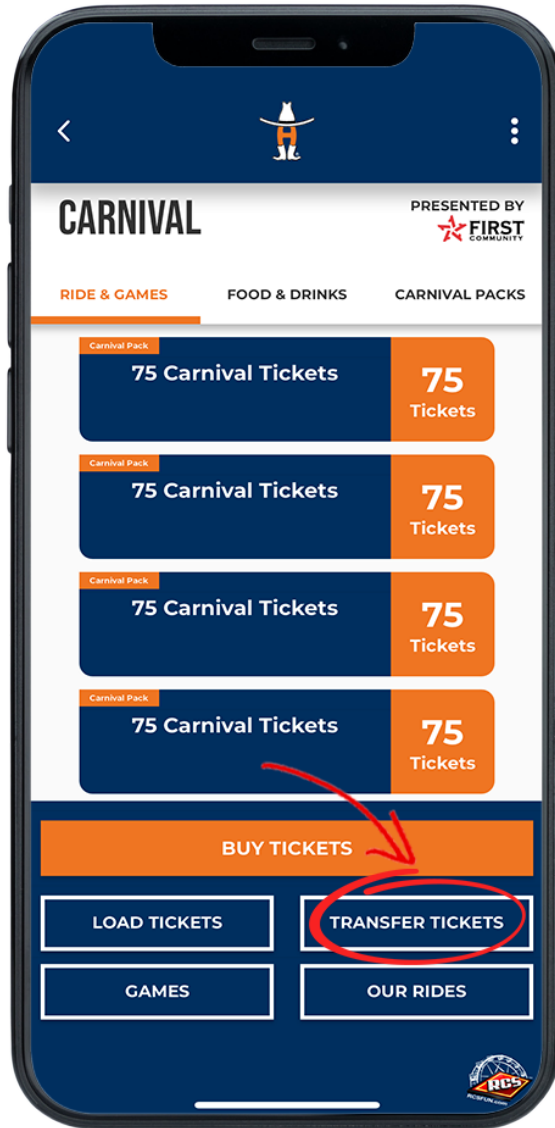 H
CARNIVAL
PRESENTED BY
FIRST
COMMUNITY
RIDE & GAMES
FOOD & DRINKS
CARNIVAL PACKS
Carnival Pack
75 Carnival Tickets
75
Tickets
Carnival Pack
75 Carnival Tickets
75
Tickets
Carnival Pack
75 Carnival Tickets
75
Tickets
Carnival Pack
75 Carnival Tickets
75
Tickets
BUY TICKETS
LOAD TICKETS
TRANSFER TICKETS
GAMES
OUR RIDES
RCS
RCSFUN.COM